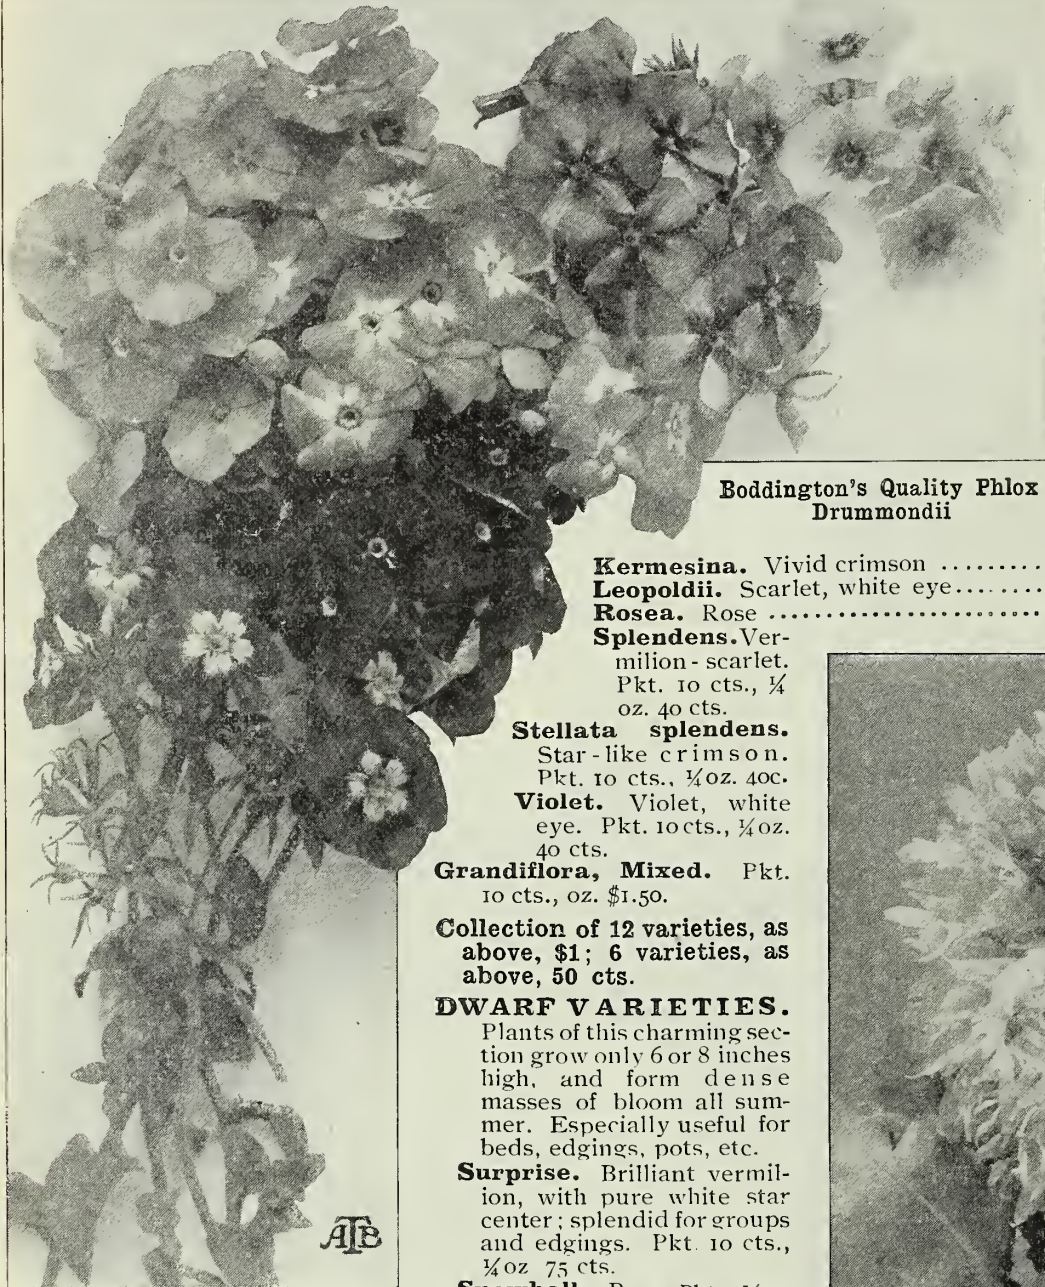 Boddington's Quality Phlox
Drummondii
Kermesina. Vivid crimson .........
Leopoldii. Scarlet, white eye........
Rosea. Rose ........................
Splendens. Ver-
milion - scarlet.
Pkt. 10 cts., ¼
oz. 40 cts.
Stellata splendens.
Star-like crimson.
Pkt. 10 cts., ¼oz. 40c.
Violet. Violet, white
eye. Pkt. 10cts., ¼oz.
40 cts.
Grandiflora, Mixed. Pkt.
10 cts., oz. $1.50.
Collection of 12 varieties, as
above, $1; 6 varieties, as
above, 50 cts.
DWARF VARIETIES.
Plants of this charming sec-
tion grow only 6 or 8 inches
high, and form dense
masses of bloom all sum-
mer. Especially useful for
beds, edgings, pots, etc.
Surprise. Brilliant vermil-
ion, with pure white star
center; splendid for groups
and edgings. Pkt. 10 cts.,
¼oz 75 cts.
ATB